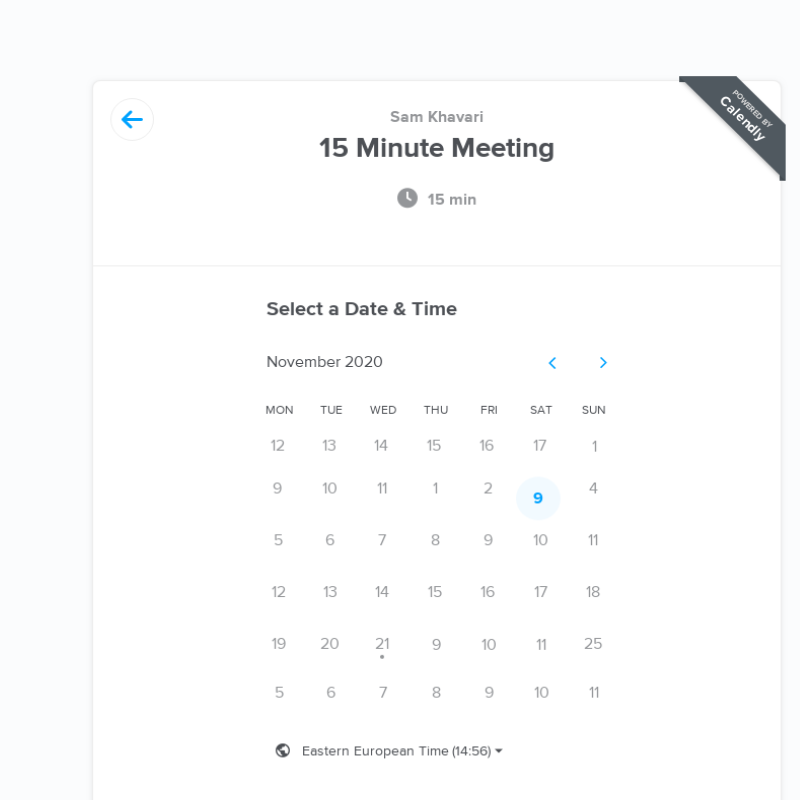 POWERED BY
Calendly
Sam Khavari
15 Minute Meeting
15 min
Select a Date & Time
November 2020
MON TUE WED THU FRI SAT SUN
12 13 14 15 16 17 1
9 10 11 1 2 9 4
5 6 7 8 9 10 11
12 13 14 15 16 17 18
19 20 21 9 10 11 25
5 6 7 8 9 10 11
Eastern European Time (14:56)